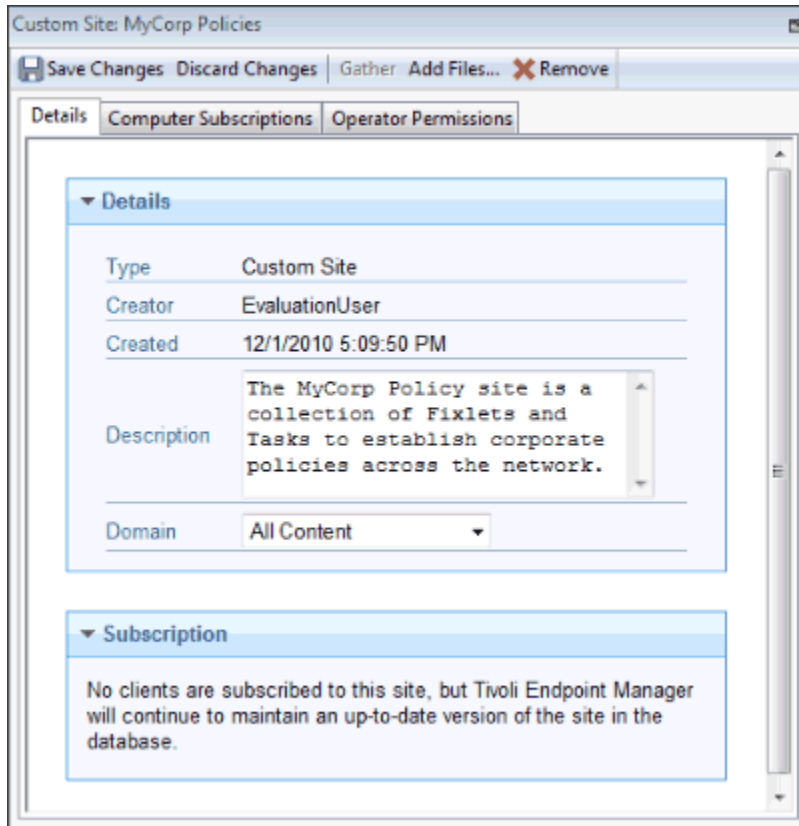 Custom Site: MyCorp Policies
Save Changes Discard Changes Gather Add Files... Remove
Details Computer Subscriptions Operator Permissions
Details
Type Custom Site
Creator EvaluationUser
Created 12/1/2010 5:09:50 PM
Description
The MyCorp Policy site is a
collection of Fixlets and
Tasks to establish corporate
policies across the network.
Domain All Content
Subscription
No clients are subscribed to this site, but Tivoli Endpoint Manager
will continue to maintain an up-to-date version of the site in the
database.